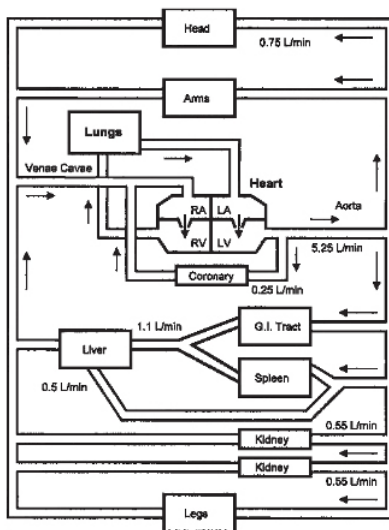 Head
0.75 L/min
Arms
Lungs
Venae Cavae
Heart
RA LA
Aorta
RV LV
5.25 L/min
Coronary
0.25 L/min
1.1 L/min
G.I. Tract
Liver
0.5 L/min
Spleen
0.55 L/min
Kidney
Kidney
0.55 L/min
Legs